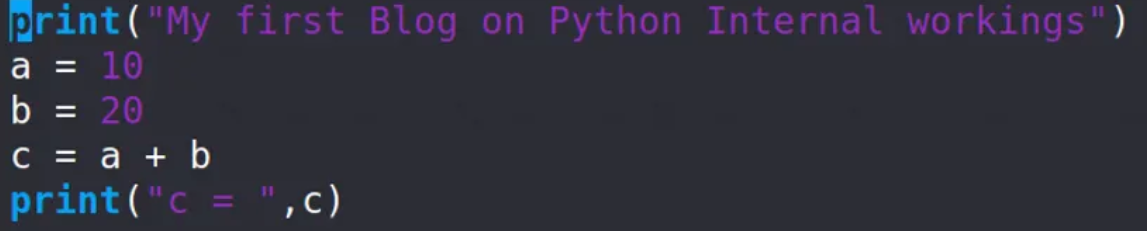 print("My first Blog on Python Internal workings")
a = 10
b = 20
c = a + b
print("c = ",c)